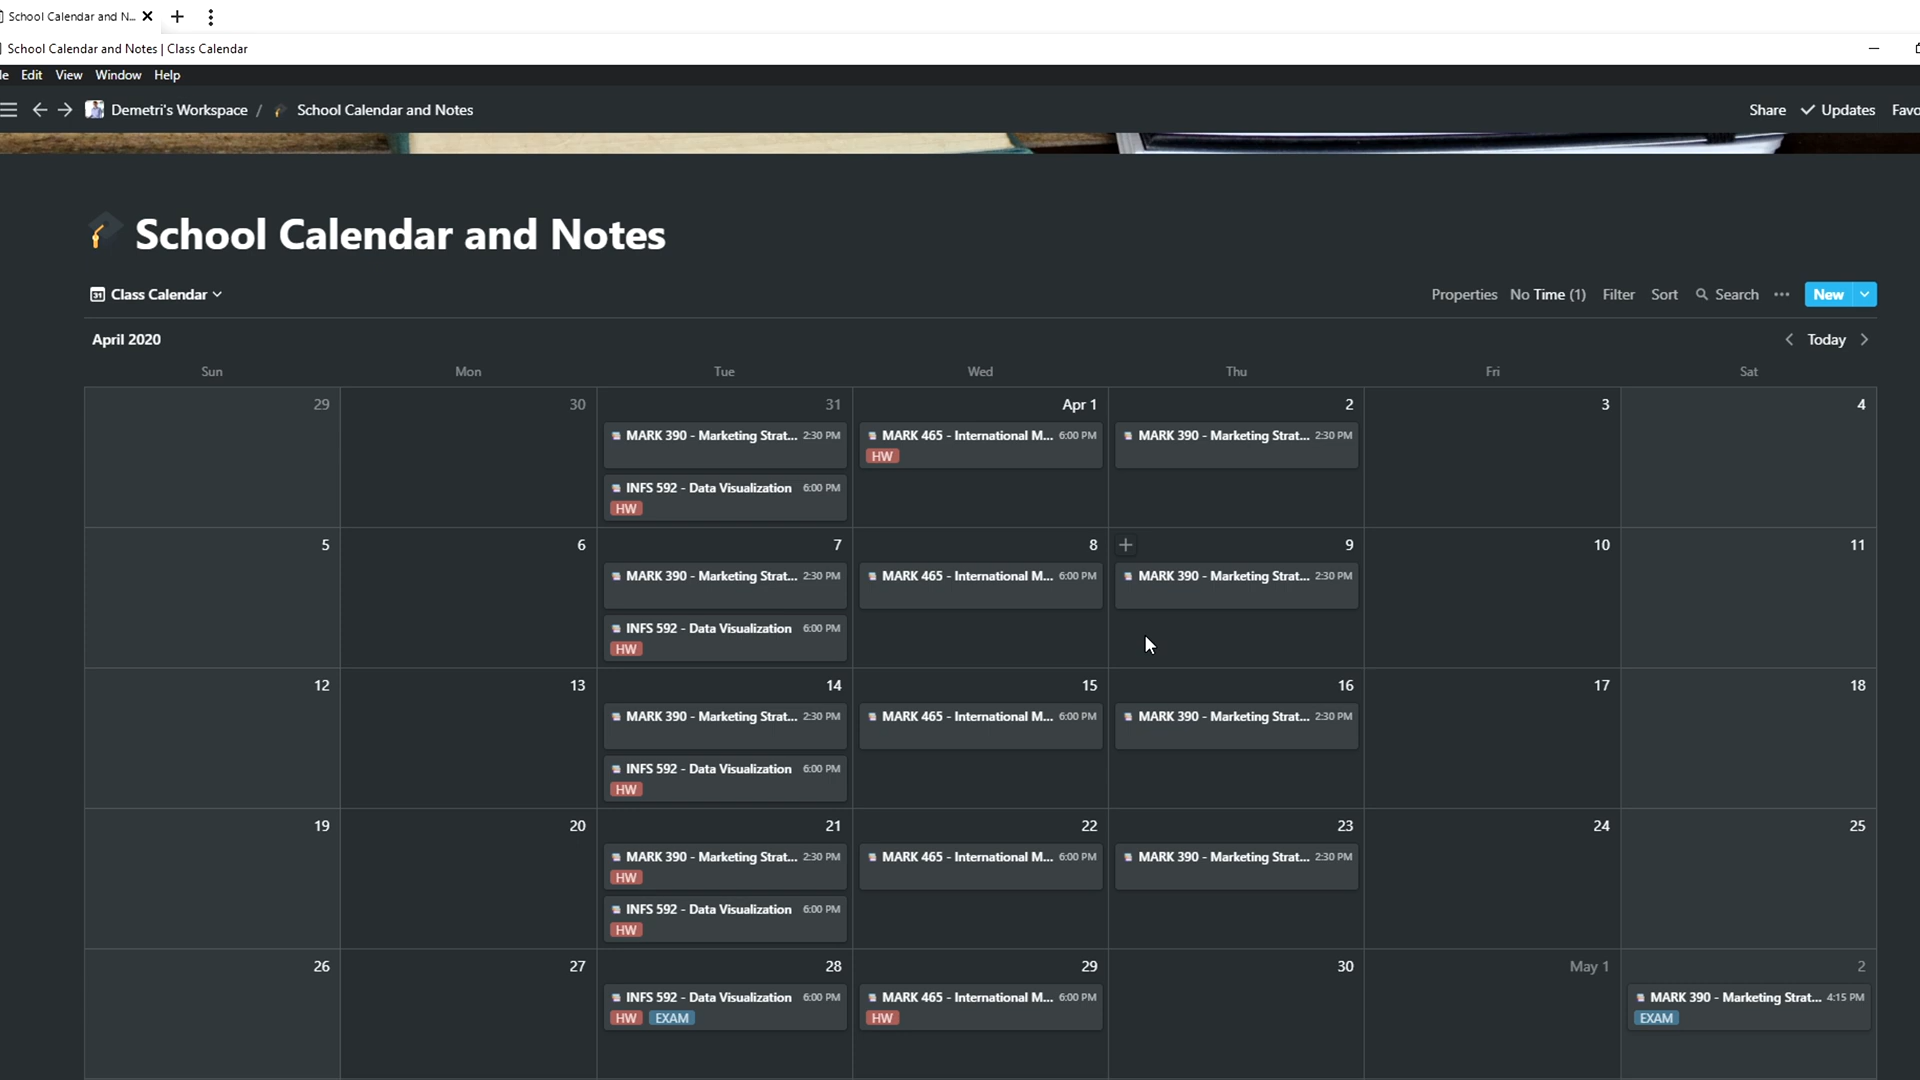 School Calendar and N...
School Calendar and Notes | Class Calendar
Edit View Window Help
Demetri's Workspace / School Calendar and Notes Share Updates
School Calendar and Notes
31 Class Calendar Properties No Time (1) Filter Sort Search New
April 2020 Today
Sun Mon Tue Wed Thu Fri Sat
29 30 31 Apr 1 2 3 4
MARK 390 - Marketing Strat... 2:30 PM MARK 465 - International M... 6:00 PM MARK 390 - Marketing Strat... 2:30 PM
HW
INFS 592 - Data Visualization 6:00 PM
HW
5 6 7 8 9 10 11
MARK 390 - Marketing Strat... 2:30 PM MARK 465 - International M... 6:00 PM MARK 390 - Marketing Strat... 2:30 PM
INFS 592 - Data Visualization 6:00 PM
HW
12 13 14 15 16 17 18
MARK 390 - Marketing Strat... 2:30 PM MARK 465 - International M... 6:00 PM MARK 390 - Marketing Strat... 2:30 PM
INFS 592 - Data Visualization 6:00 PM
HW
19 20 21 22 23 24 25
MARK 390 - Marketing Strat... 2:30 PM MARK 465 - International M... 6:00 PM MARK 390 - Marketing Strat... 2:30 PM
HW
INFS 592 - Data Visualization 6:00 PM
HW
26 27 28 29 30 May 1 2
INFS 592 - Data Visualization 6:00 PM MARK 465 - International M... 6:00 PM MARK 390 - Marketing Strat... 4:15 PM
HW EXAM HW EXAM